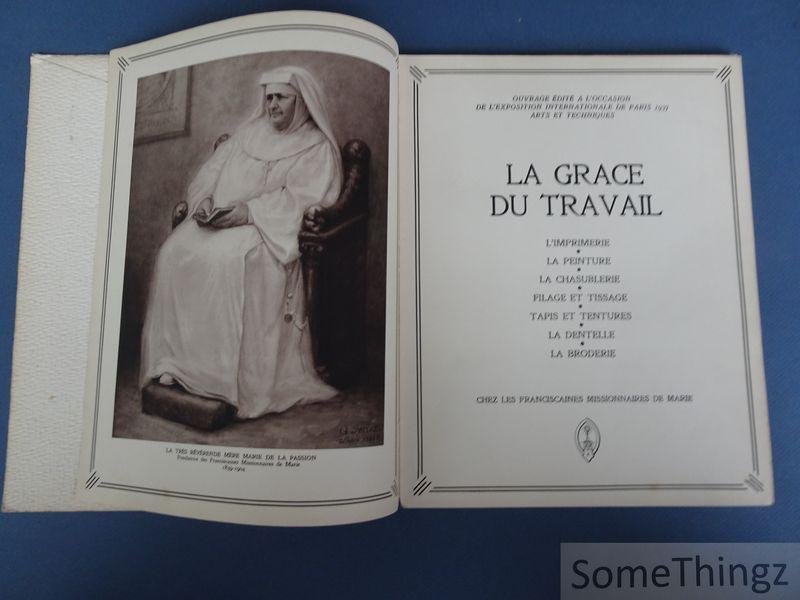 LA TRÈS RÉVÉRENDE MÈRE MARIE DE LA PASSION
Fondatrice des Franciscaines Missionnaires de Marie
1839-1904
OUVRAGE ÉDITÉ A L'OCCASION
DE L'EXPOSITION INTERNATIONALE DE PARIS 1937
ARTS ET TECHNIQUES
LA GRACE
DU TRAVAIL
L'IMPRIMERIE
LA PEINTURE
LA CHASUBLERIE
FILAGE ET TISSAGE
TAPIS ET TENTURES
LA DENTELLE
LA BRODERIE
CHEZ LES FRANCISCAINES MISSIONNAIRES DE MARIE
SomeThingz